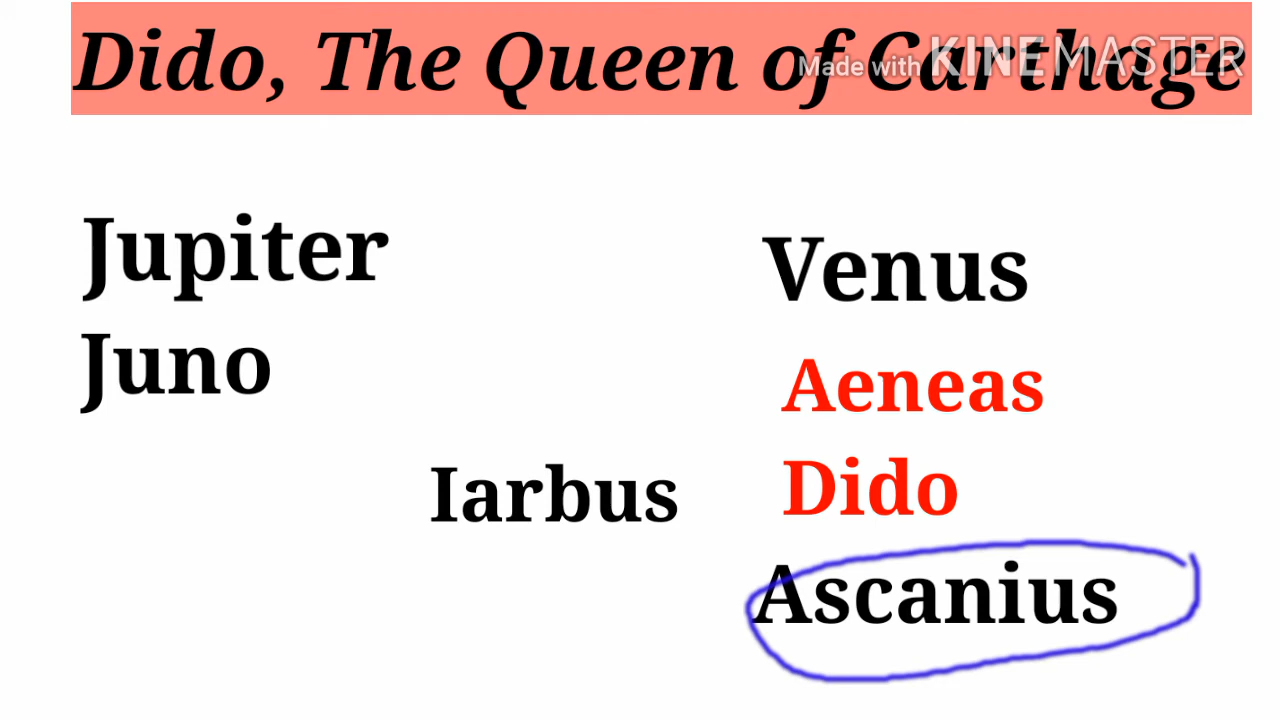 Dido, The Queen of Carthage
Made with KINEMASTER
Jupiter
Juno
Iarbus
Venus
Aeneas
Dido
Ascanius